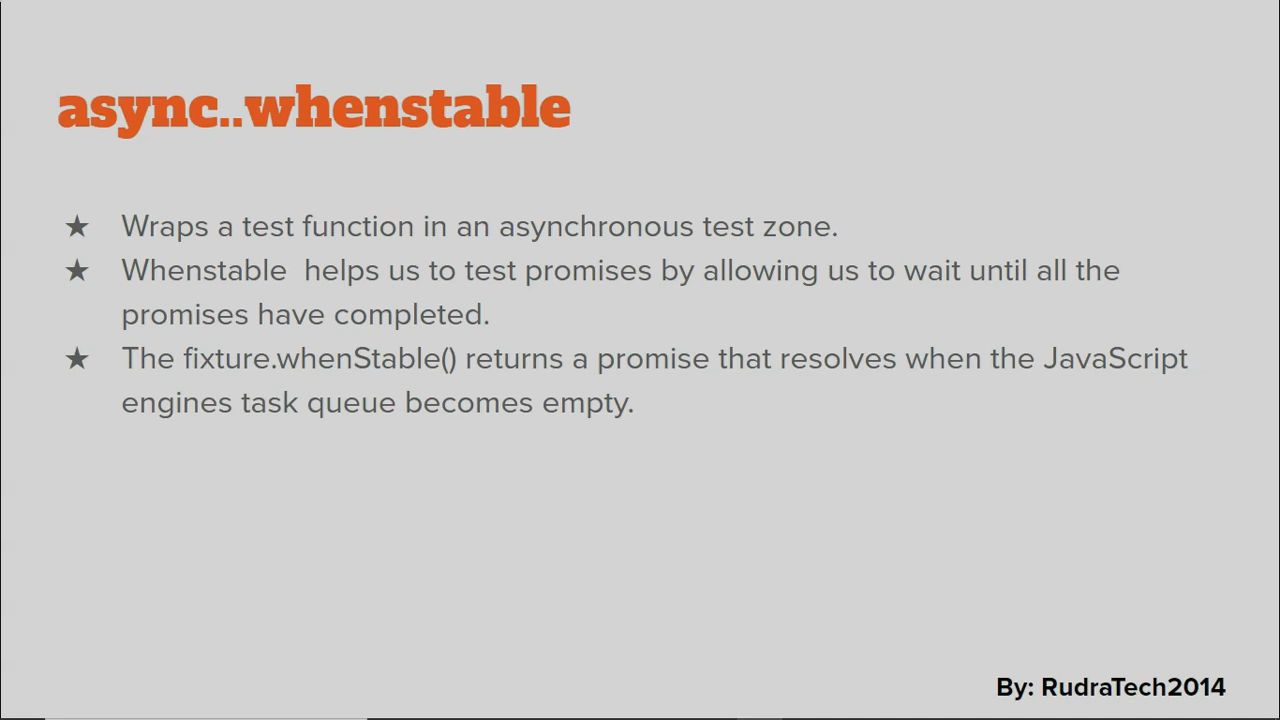 async..whenstable
★ Wraps a test function in an asynchronous test zone.
★ Whenstable  helps us to test promises by allowing us to wait until all the
promises have completed.
★ The fixture.whenStable() returns a promise that resolves when the JavaScript
engines task queue becomes empty.
By: RudraTech2014